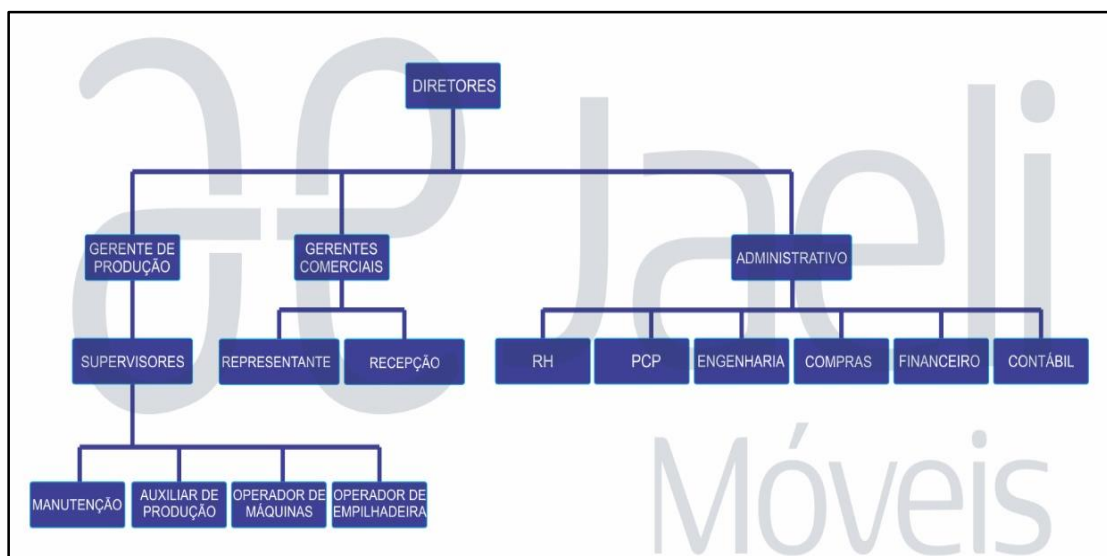 DIRETORES
Jaeli
Móveis
GERENTE DE
PRODUÇÃO
GERENTES
COMERCIAIS
ADMINISTRATIVO
SUPERVISORES
REPRESENTANTE
RECEPÇÃO
RH
PCP
ENGENHARIA
COMPRAS
FINANCEIRO
CONTÁBIL
MANUTENÇÃO
AUXILIAR DE
PRODUÇÃO
OPERADOR DE
MÁQUINAS
OPERADOR DE
EMPILHADEIRA